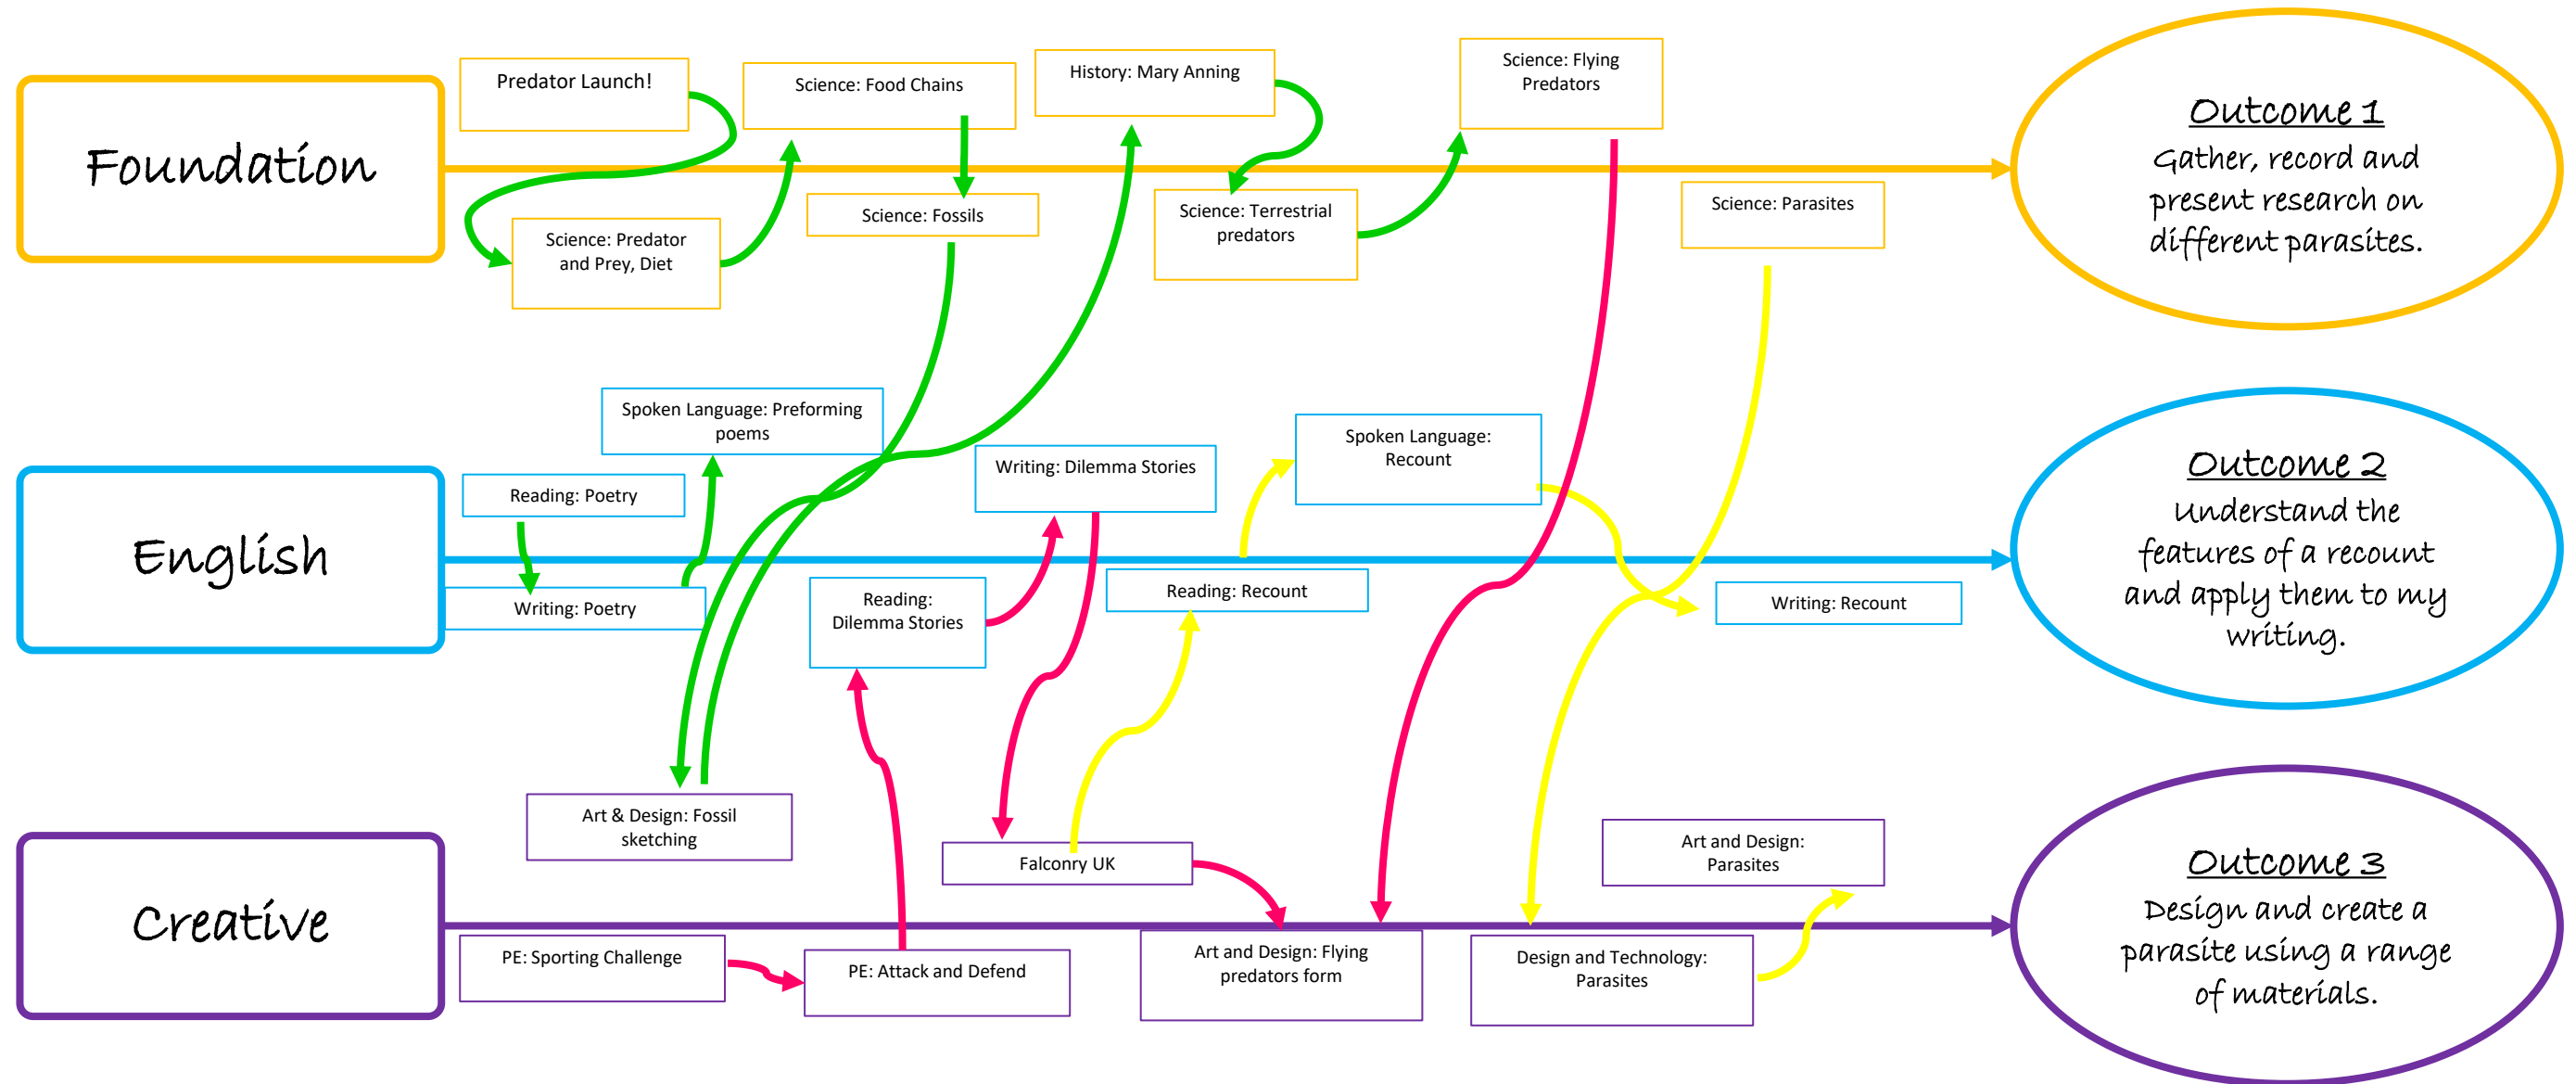 Foundation
Predator Launch!
Science: Predator
and Prey, Diet
Science: Food Chains
Science: Fossils
History: Mary Anning
Science: Terrestrial
predators
Science: Flying
Predators
Science: Parasites
Outcome 1
Gather, record and
present research on
different parasites.
English
Reading: Poetry
Writing: Poetry
Spoken Language: Preforming
poems
Reading:
Dilemma Stories
Writing: Dilemma Stories
Reading: Recount
Spoken Language:
Recount
Writing: Recount
Outcome 2
Understand the
features of a recount
and apply them to my
writing.
Creative
PE: Sporting Challenge
Art & Design: Fossil
sketching
PE: Attack and Defend
Falconry UK
Art and Design: Flying
predators form
Design and Technology:
Parasites
Art and Design:
Parasites
Outcome 3
Design and create a
parasite using a range
of materials.